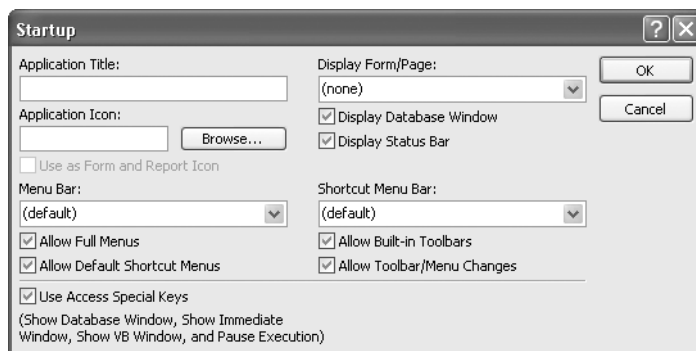 Startup
Application Title:
Display Form/Page:
OK
(none)
Application Icon:
Display Database Window
Cancel
Browse...
Display Status Bar
Use as Form and Report Icon
Menu Bar:
Shortcut Menu Bar:
(default)
(default)
Allow Full Menus
Allow Built-in Toolbars
Allow Default Shortcut Menus
Allow Toolbar/Menu Changes
Use Access Special Keys
(Show Database Window, Show Immediate
Window, Show VB Window, and Pause Execution)